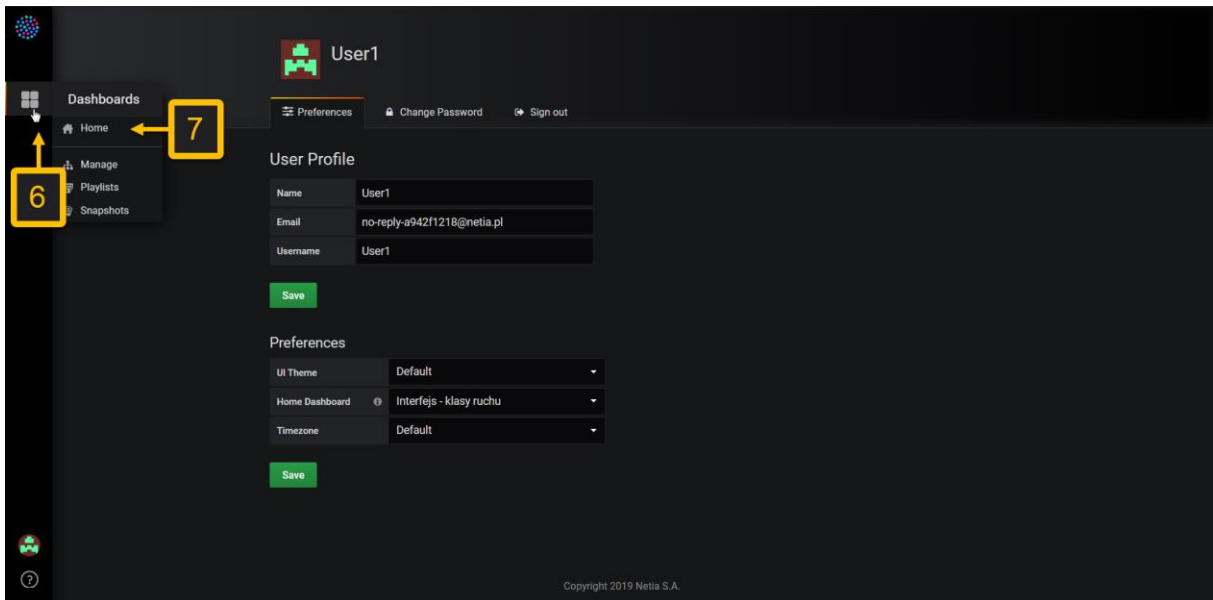 User1
Dashboards
Preferences
Change Password
Sign out
Home
7
User Profile
Manage
Playlists
Snapshots
6
Name User1
Email no-reply-a942f1218@netia.pl
Username User1
Save
Preferences
UI Theme Default
Home Dashboard Interfejs - klasy ruchu
Timezone Default
Save
Copyright 2019 Netia S.A.